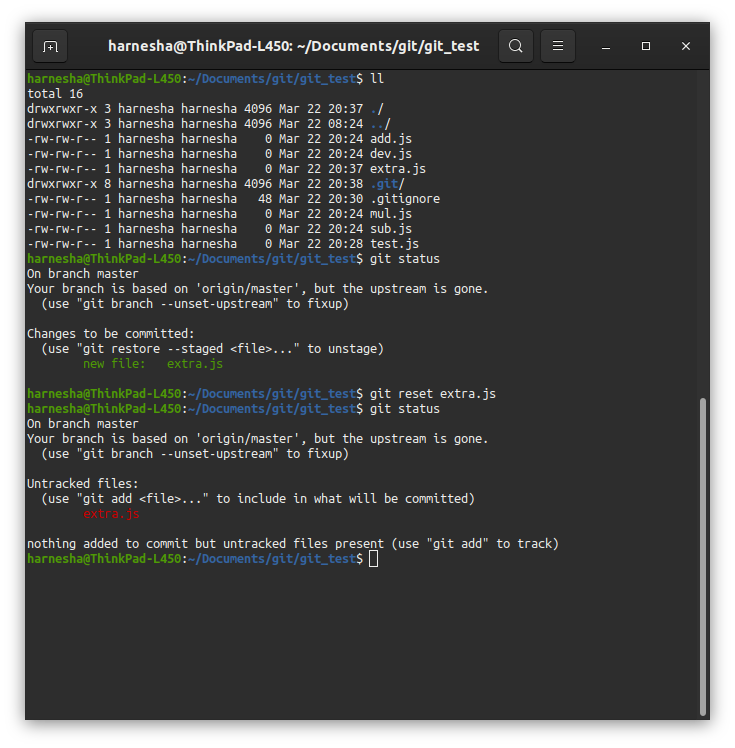 harnesha@ThinkPad-L450: ~/Documents/git/git_test
harnesha@ThinkPad-L450:~/Documents/git/git_test$ ll
total 16
drwxrwxr-x 3 harnesha harnesha 4096 Mar 22 20:37 ./
drwxrwxr-x 3 harnesha harnesha 4096 Mar 22 08:24 ../
-rw-rw-r-- 1 harnesha harnesha    0 Mar 22 20:24 add.js
-rw-rw-r-- 1 harnesha harnesha    0 Mar 22 20:24 dev.js
-rw-rw-r-- 1 harnesha harnesha    0 Mar 22 20:37 extra.js
drwxrwxr-x 8 harnesha harnesha 4096 Mar 22 20:38 .git/
-rw-rw-r-- 1 harnesha harnesha   48 Mar 22 20:30 .gitignore
-rw-rw-r-- 1 harnesha harnesha    0 Mar 22 20:24 mul.js
-rw-rw-r-- 1 harnesha harnesha    0 Mar 22 20:24 sub.js
-rw-rw-r-- 1 harnesha harnesha    0 Mar 22 20:28 test.js
harnesha@ThinkPad-L450:~/Documents/git/git_test$ git status
On branch master
Your branch is based on 'origin/master', but the upstream is gone.
  (use "git branch --unset-upstream" to fixup)

Changes to be committed:
  (use "git restore --staged <file>..." to unstage)
        new file:   extra.js

harnesha@ThinkPad-L450:~/Documents/git/git_test$ git reset extra.js
harnesha@ThinkPad-L450:~/Documents/git/git_test$ git status
On branch master
Your branch is based on 'origin/master', but the upstream is gone.
  (use "git branch --unset-upstream" to fixup)

Untracked files:
  (use "git add <file>..." to include in what will be committed)
        extra.js

nothing added to commit but untracked files present (use "git add" to track)
harnesha@ThinkPad-L450:~/Documents/git/git_test$